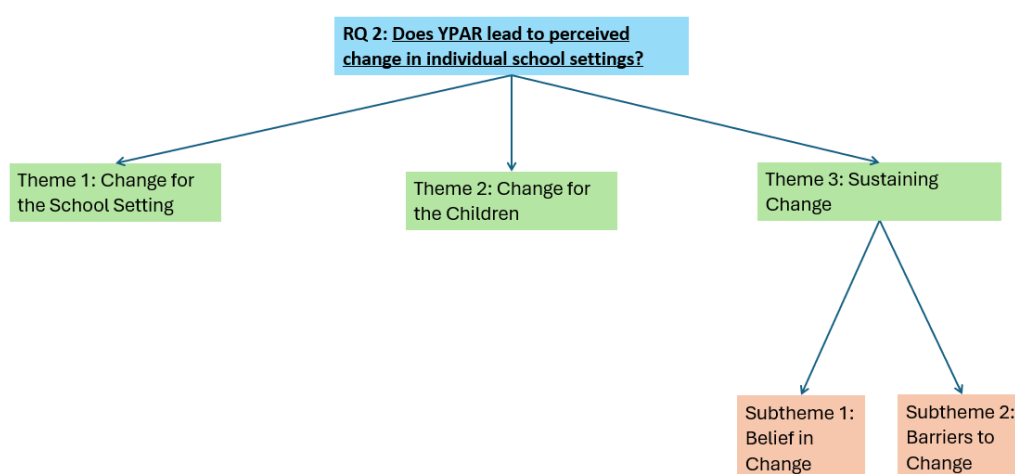 RQ 2: Does YPAR lead to perceived
change in individual school settings?
Theme 1: Change for
the School Setting
Theme 2: Change for
the Children
Theme 3: Sustaining
Change
Subtheme 1:
Belief in
Change
Subtheme 2:
Barriers to
Change